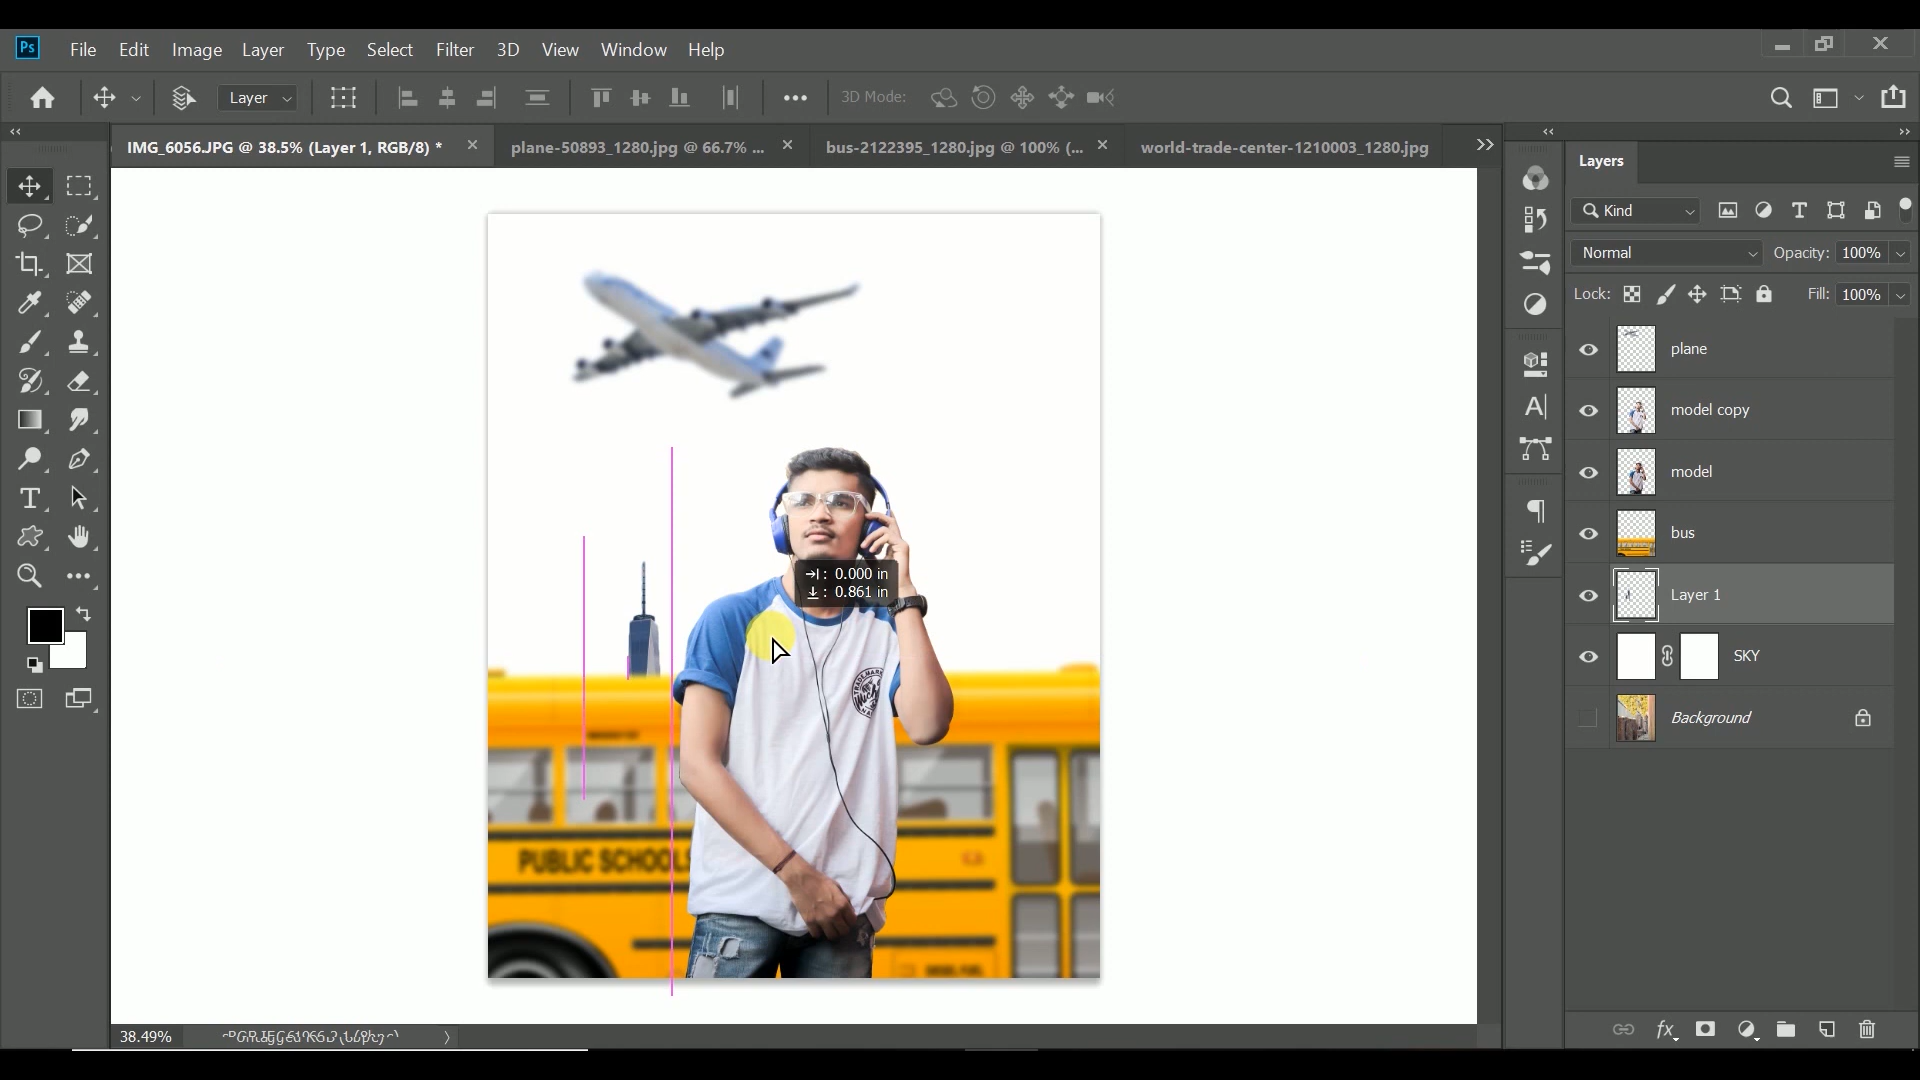 Ps File Edit Image Layer Type Select Filter 3D View Window Help
Layer 3D Mode:
IMG_6056.JPG @ 38.5% (Layer 1, RGB/8) * plane-50893_1280.jpg @ 66.7% ... bus-2122395_1280.jpg @ 100% (... world-trade-center-1210003_1280.jpg
Layers
Kind
Normal Opacity: 100%
Lock: Fill: 100%
plane
model copy
model
bus
Layer 1
SKY
Background
: 0.000 in
: 0.861 in
TRADEMARK
PUBLIC SCHOOLS
38.49%